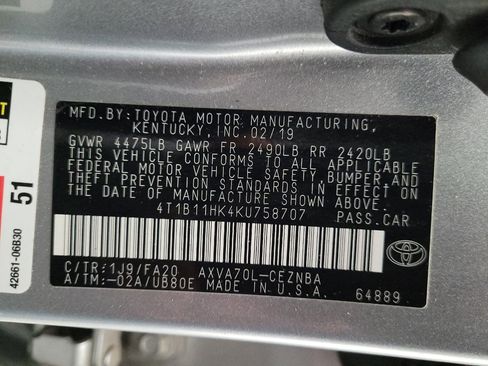 MFD.BY:TOYOTA MOTOR MANUFACTURING,
KENTUCKY,INC.02/19
GVWR 4475LB GAWR FR 2490LB RR 2420LB
THIS VEHICLE CONFORMS TO ALL APPLICABLE
FEDERAL MOTOR VEHICLE SAFETY,BUMPER,AND
THEFT PREVENTION STANDARDS IN EFFECT ON
THE DATE OF MANUFACTURE SHOWN ABOVE.
4T1B11HK4KU758707 PASS.CAR
C/TR:1J9/FA20 AXVA70L-CEZNBA
A/TM:-02A/UB80E MADE IN U.S.A.
64889
TOYOTA
51
42661-06B30